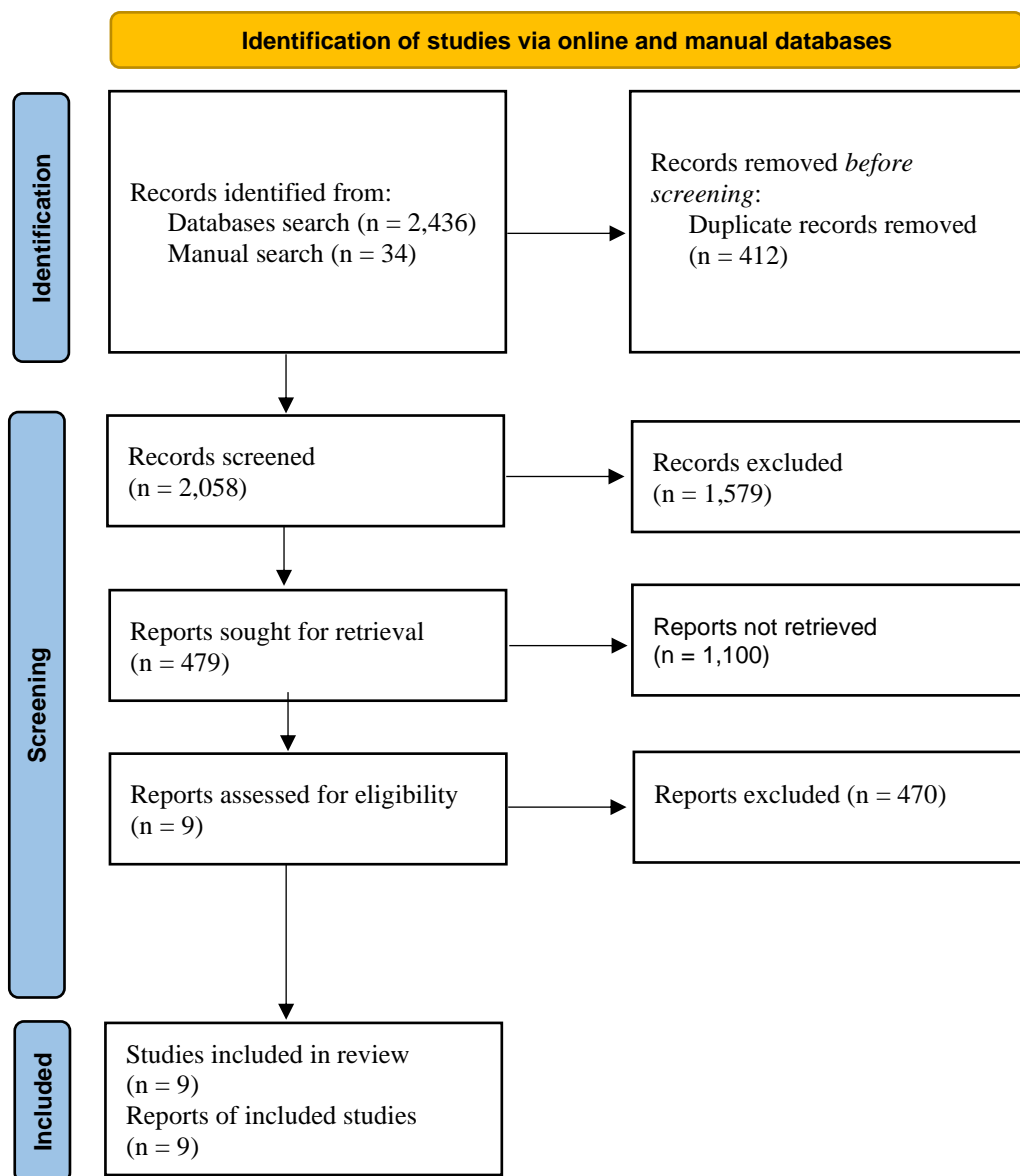 Identification of studies via online and manual databases
Identification
Records identified from:
Databases search (n = 2,436)
Manual search (n = 34)
Records removed before
screening:
Duplicate records removed
(n = 412)
Screening
Records screened
(n = 2,058)
Records excluded
(n = 1,579)
Reports sought for retrieval
(n = 479)
Reports not retrieved
(n = 1,100)
Reports assessed for eligibility
(n = 9)
Reports excluded (n = 470)
Included
Studies included in review
(n = 9)
Reports of included studies
(n = 9)